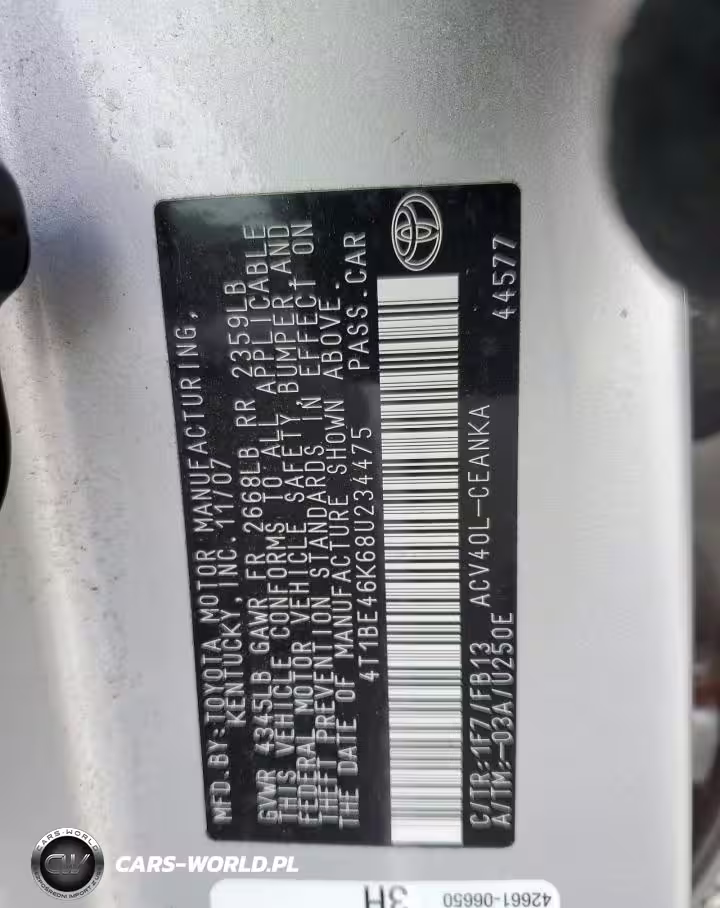 MFD.BY:TOYOTA MOTOR MANUFACTURING,
KENTUCKY, INC. 11/07
GVWR 4345LB GAWR FR 2668LB RR 2359LB
THIS VEHICLE CONFORMS TO ALL APPLICABLE
FEDERAL MOTOR VEHICLE SAFETY, BUMPER, AND
THEFT PREVENTION STANDARDS IN EFFECT ON
THE DATE OF MANUFACTURE SHOWN ABOVE.
4T1BE46K68U234475 PASS.CAR
C/TR:1F7/FB13 ACV40L-CEANKA
A/TM:-03A/U250E 44577
3H 42661-06650
CARS-WORLD
CW
CARS-WORLD.PL